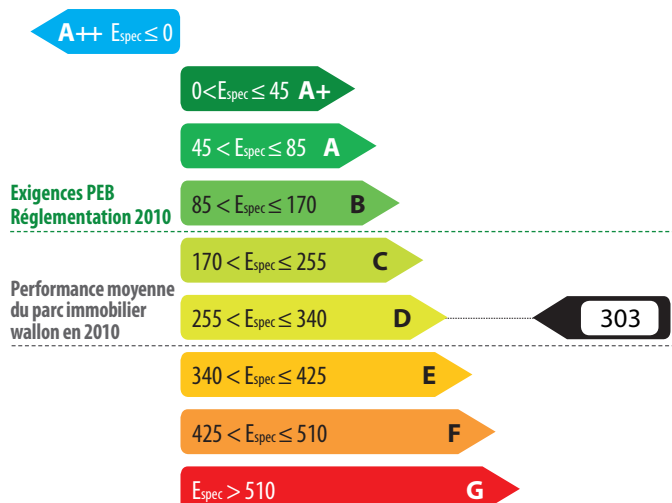 A++ Espec ≤ 0
0<Espec ≤ 45 A+
45 < Espec ≤ 85 A
Exigences PEB
Réglementation 2010
85 < Espec ≤ 170 B
170 < Espec ≤ 255 C
Performance moyenne
du parc immobilier
wallon en 2010
255 < Espec ≤ 340 D
303
340 < Espec ≤ 425 E
425 < Espec ≤ 510 F
Espec > 510 G